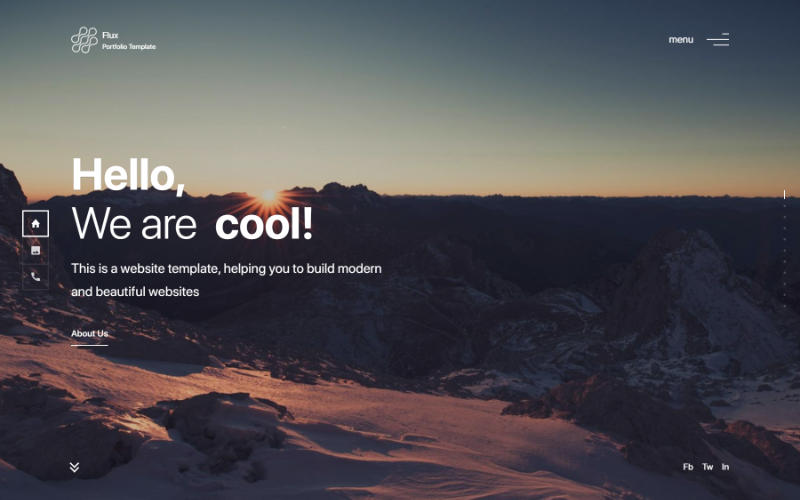 Flux
Portfolio Template
menu
Hello,
We are cool!
This is a website template, helping you to build modern
and beautiful websites
About Us
Fb Tw In